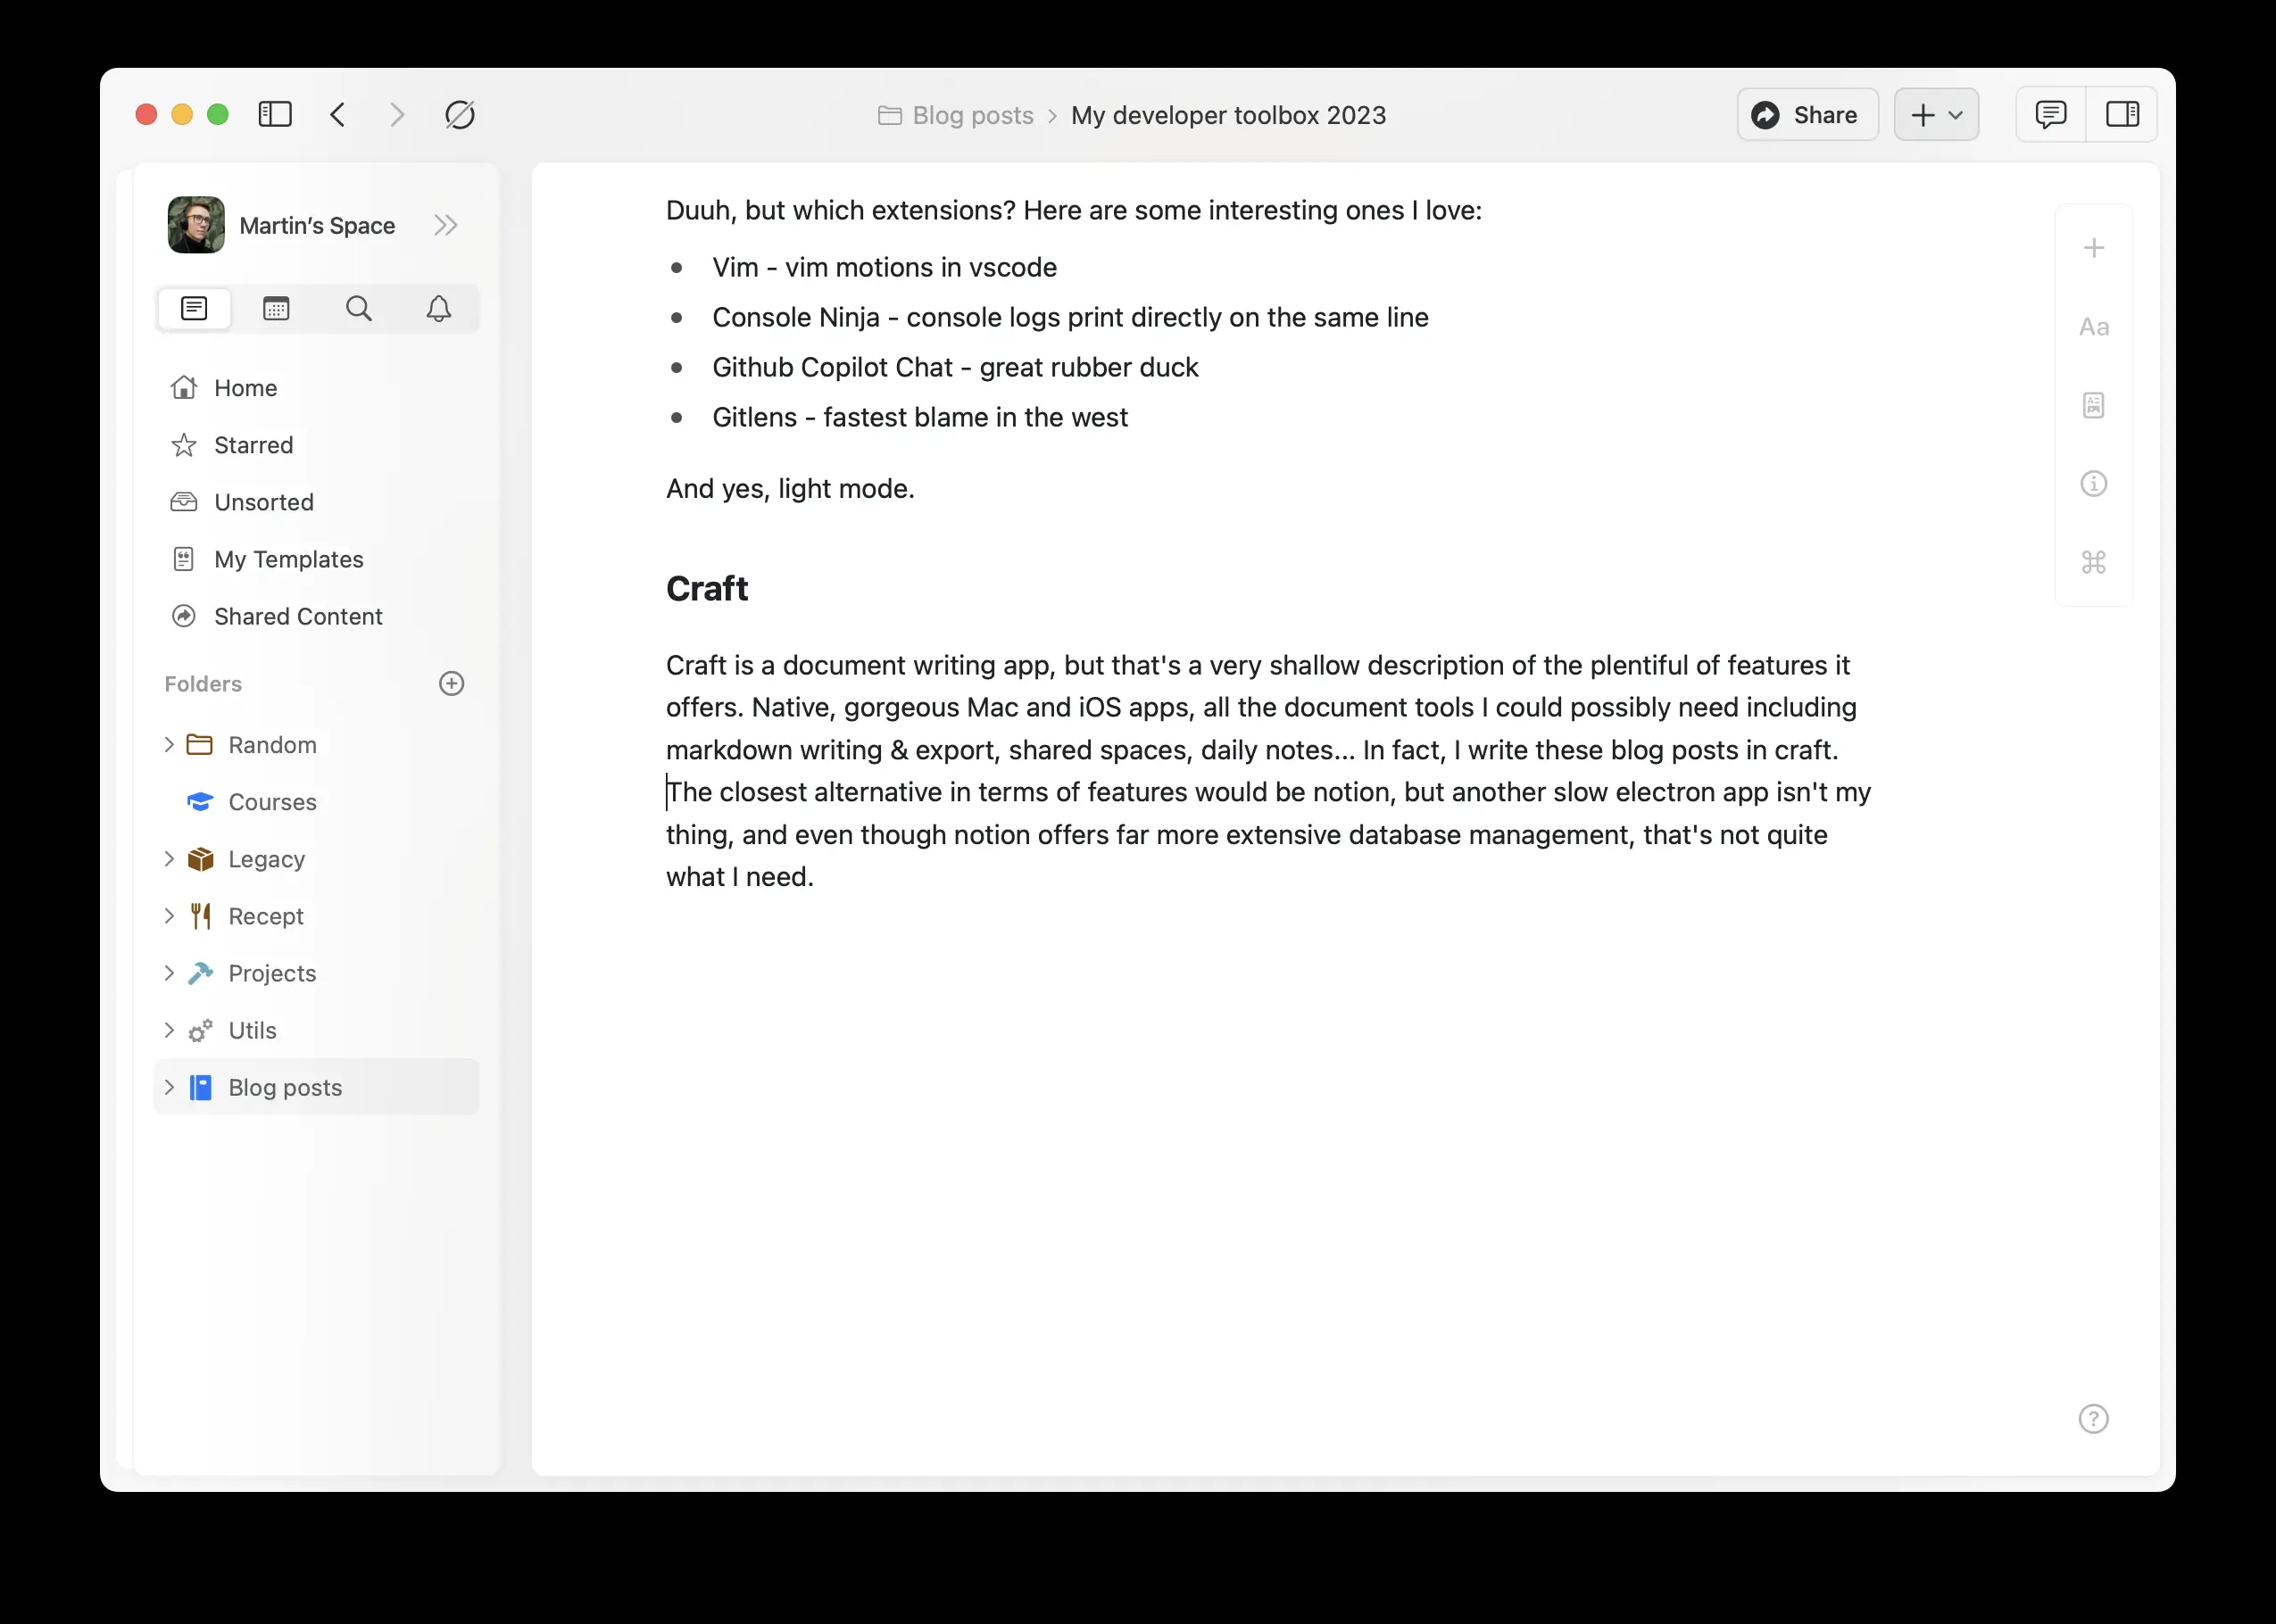 Blog posts > My developer toolbox 2023
Share
Martin’s Space
Home
Starred
Unsorted
My Templates
Shared Content
Folders
Random
Courses
Legacy
Recept
Projects
Utils
Blog posts
Duuh, but which extensions? Here are some interesting ones I love:
• Vim - vim motions in vscode
• Console Ninja - console logs print directly on the same line
• Github Copilot Chat - great rubber duck
• Gitlens - fastest blame in the west
And yes, light mode.
Craft
Craft is a document writing app, but that's a very shallow description of the plentiful of features it
offers. Native, gorgeous Mac and iOS apps, all the document tools I could possibly need including
markdown writing & export, shared spaces, daily notes... In fact, I write these blog posts in craft.
The closest alternative in terms of features would be notion, but another slow electron app isn't my
thing, and even though notion offers far more extensive database management, that's not quite
what I need.
Aa